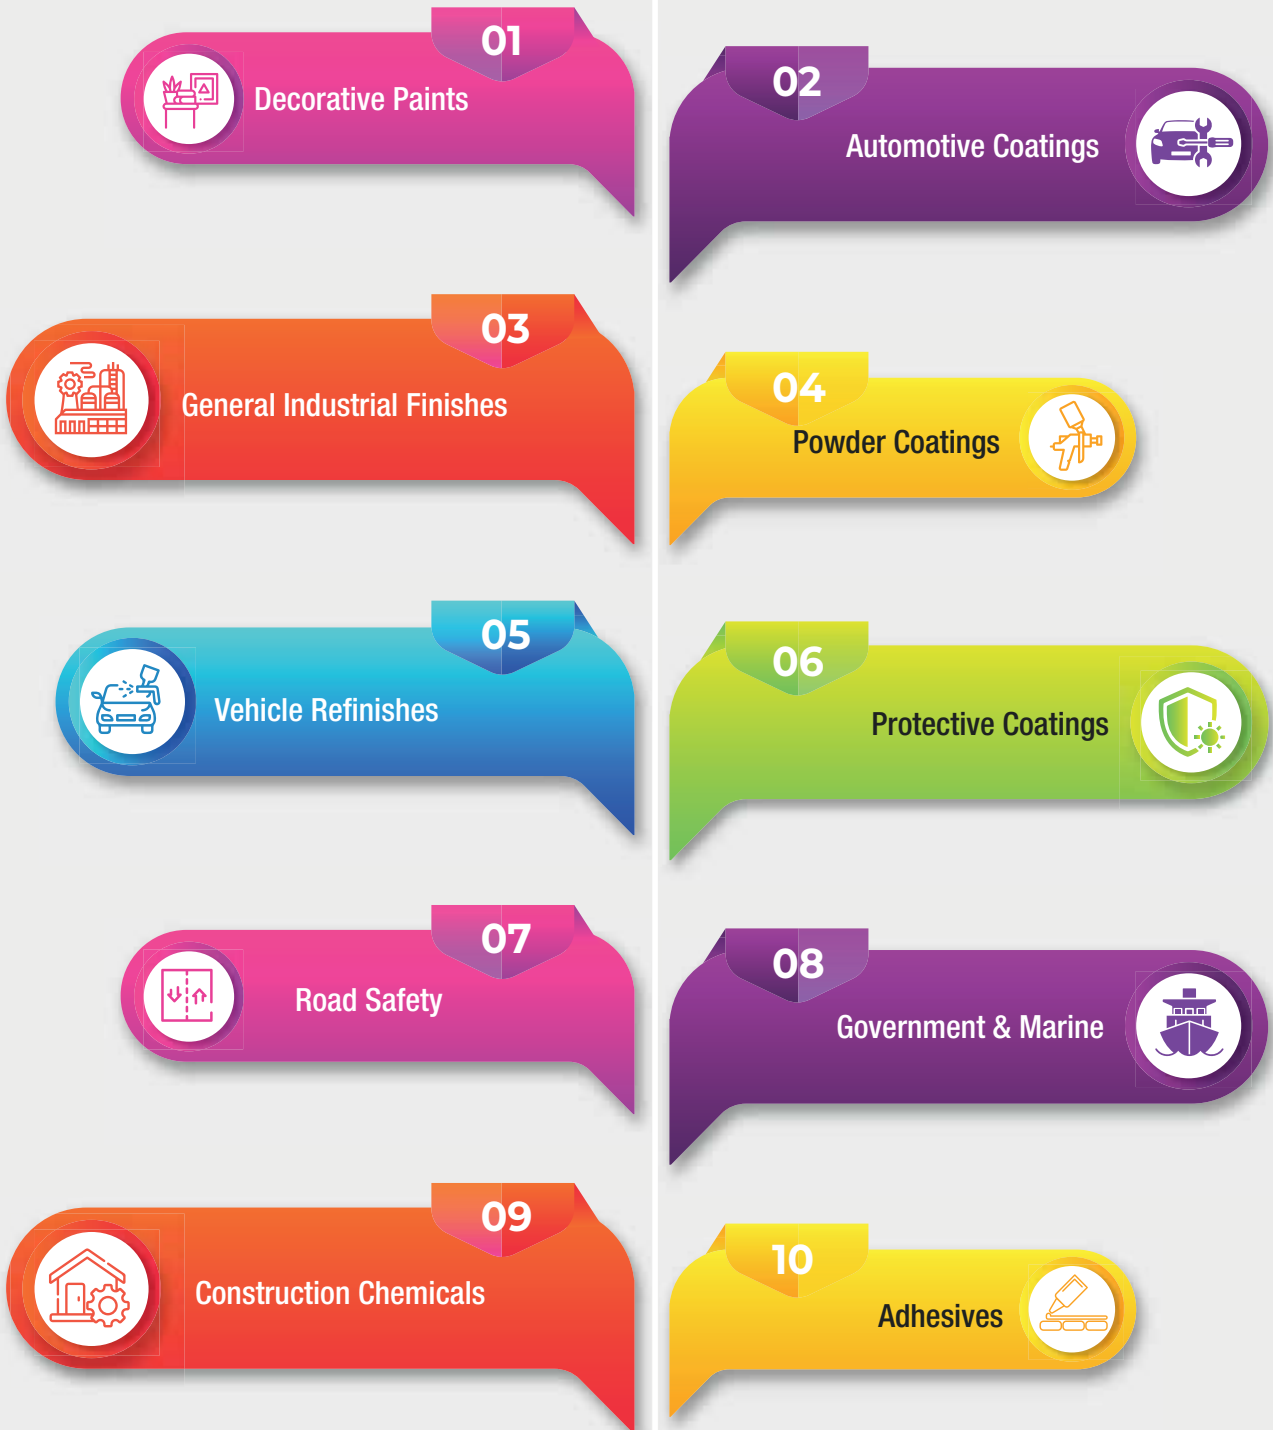 01
Decorative Paints
02
Automotive Coatings
03
General Industrial Finishes
04
Powder Coatings
05
Vehicle Refinishes
06
Protective Coatings
07
Road Safety
08
Government & Marine
09
Construction Chemicals
10
Adhesives